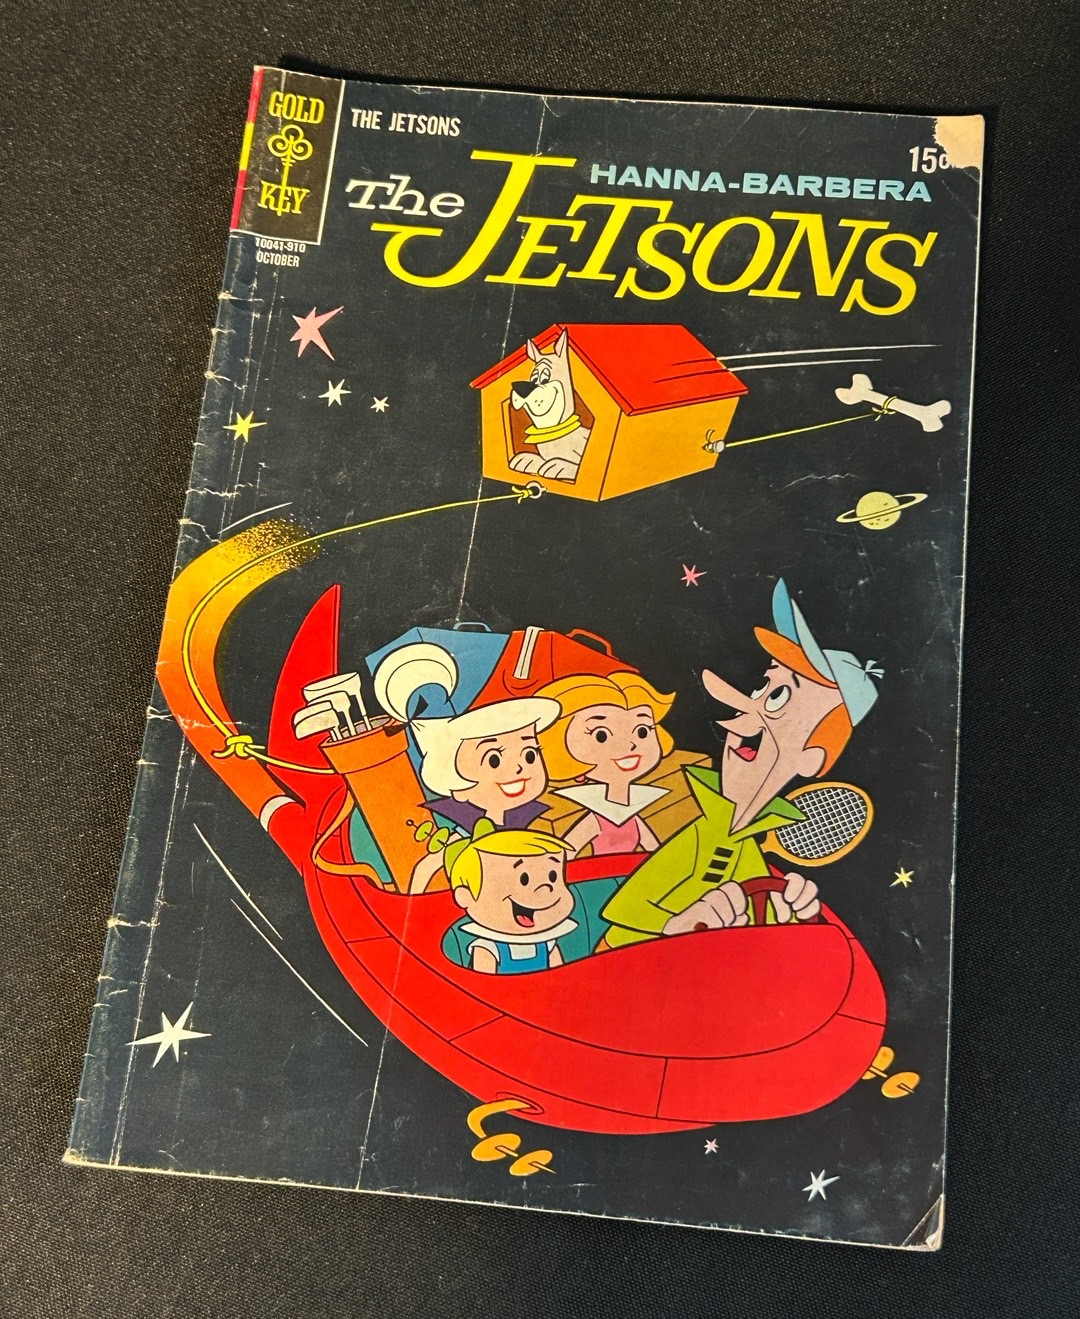 GOLD
KEY
10041-910
OCTOBER
THE JETSONS
15¢
HANNA-BARBERA
The JETSONS